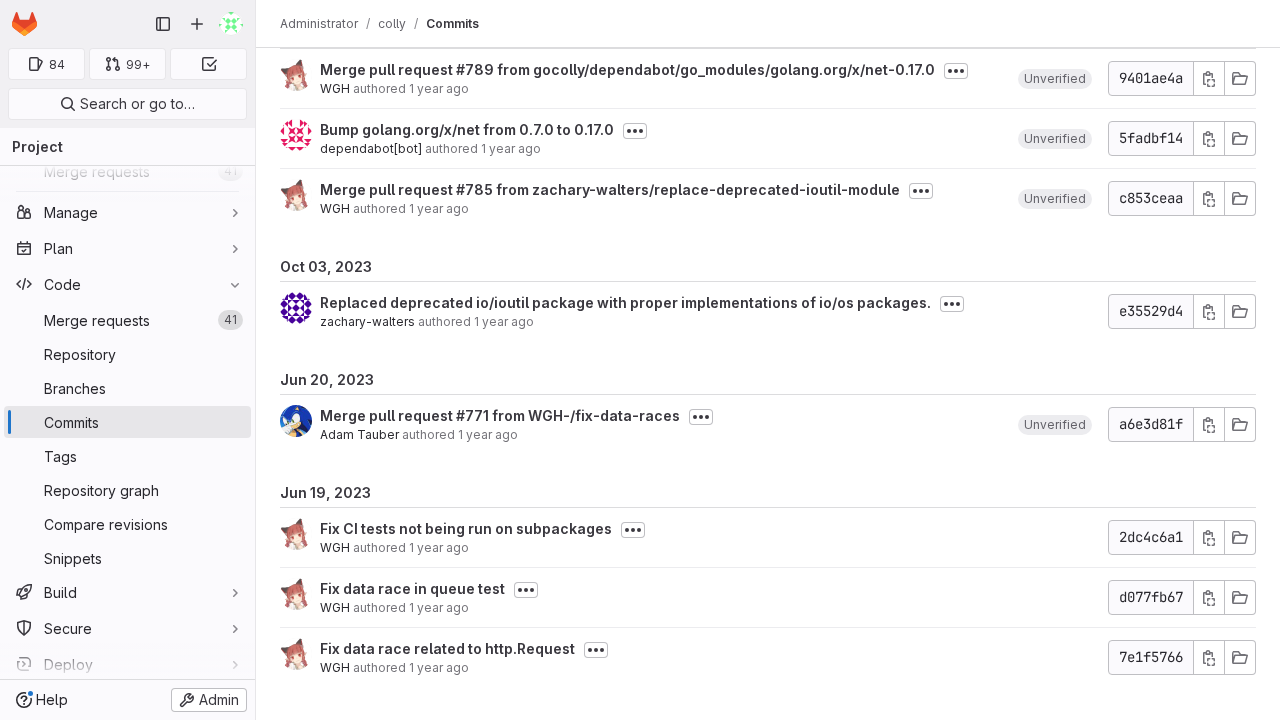 Administrator / colly / Commits
84
99+
Search or go to…
Project
Merge requests 41
Manage
Plan
Code
Merge requests 41
Repository
Branches
Commits
Tags
Repository graph
Compare revisions
Snippets
Build
Secure
Deploy
Help
Admin
Merge pull request #789 from gocolly/dependabot/go_modules/golang.org/x/net-0.17.0
WGH authored 1 year ago
Unverified
9401ae4a
Bump golang.org/x/net from 0.7.0 to 0.17.0
dependabot[bot] authored 1 year ago
Unverified
5fadbf14
Merge pull request #785 from zachary-walters/replace-deprecated-ioutil-module
WGH authored 1 year ago
Unverified
c853ceaa
Oct 03, 2023
Replaced deprecated io/ioutil package with proper implementations of io/os packages.
zachary-walters authored 1 year ago
e35529d4
Jun 20, 2023
Merge pull request #771 from WGH-/fix-data-races
Adam Tauber authored 1 year ago
Unverified
a6e3d81f
Jun 19, 2023
Fix CI tests not being run on subpackages
WGH authored 1 year ago
2dc4c6a1
Fix data race in queue test
WGH authored 1 year ago
d077fb67
Fix data race related to http.Request
WGH authored 1 year ago
7e1f5766